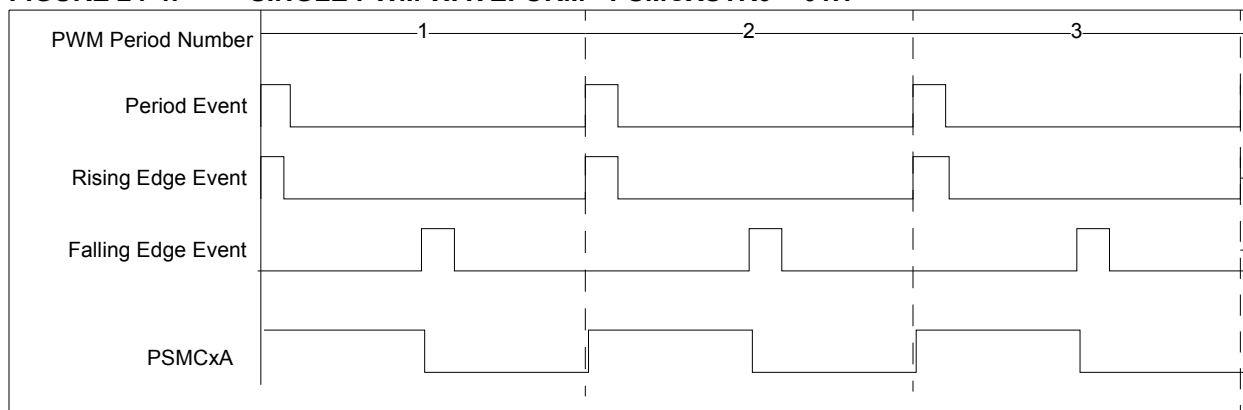 PWM Period Number 1 2 3
Period Event
Rising Edge Event
Falling Edge Event
PSMCxA